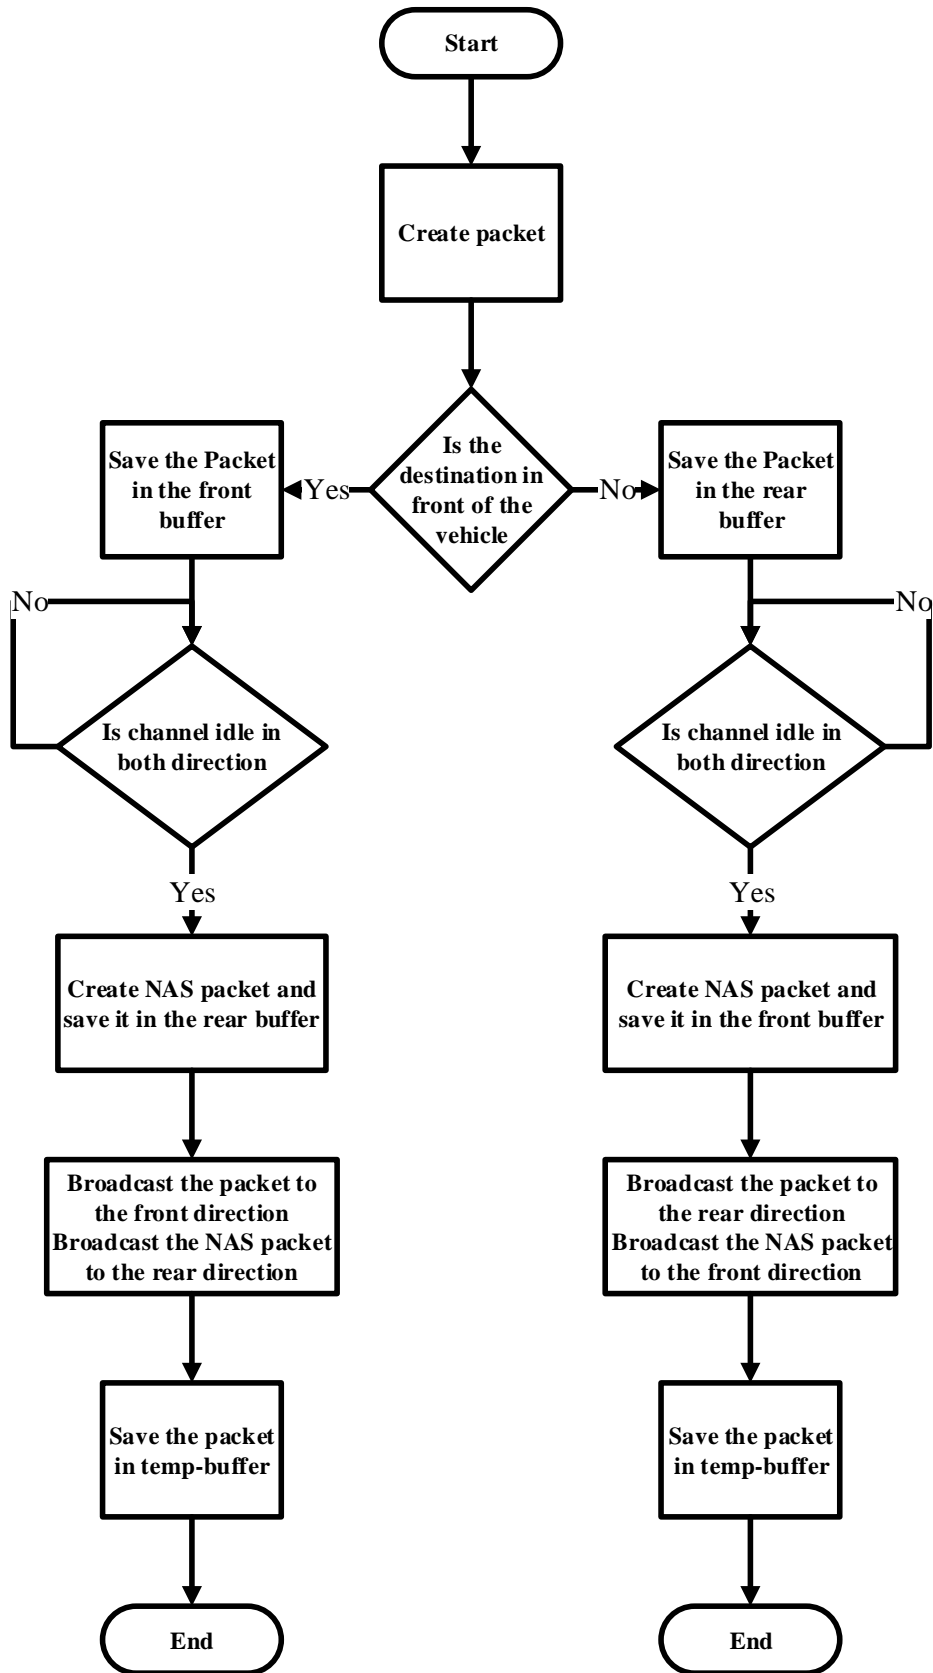 Start
Create packet
Is the
destination in
front of the
vehicle
Yes
No
Save the Packet
in the front
buffer
Save the Packet
in the rear
buffer
No
No
Is channel idle in
both direction
Is channel idle in
both direction
Yes
Yes
Create NAS packet and
save it in the rear buffer
Create NAS packet and
save it in the front buffer
Broadcast the packet to
the front direction
Broadcast the NAS packet
to the rear direction
Broadcast the packet to
the rear direction
Broadcast the NAS packet
to the front direction
Save the packet
in temp-buffer
Save the packet
in temp-buffer
End
End